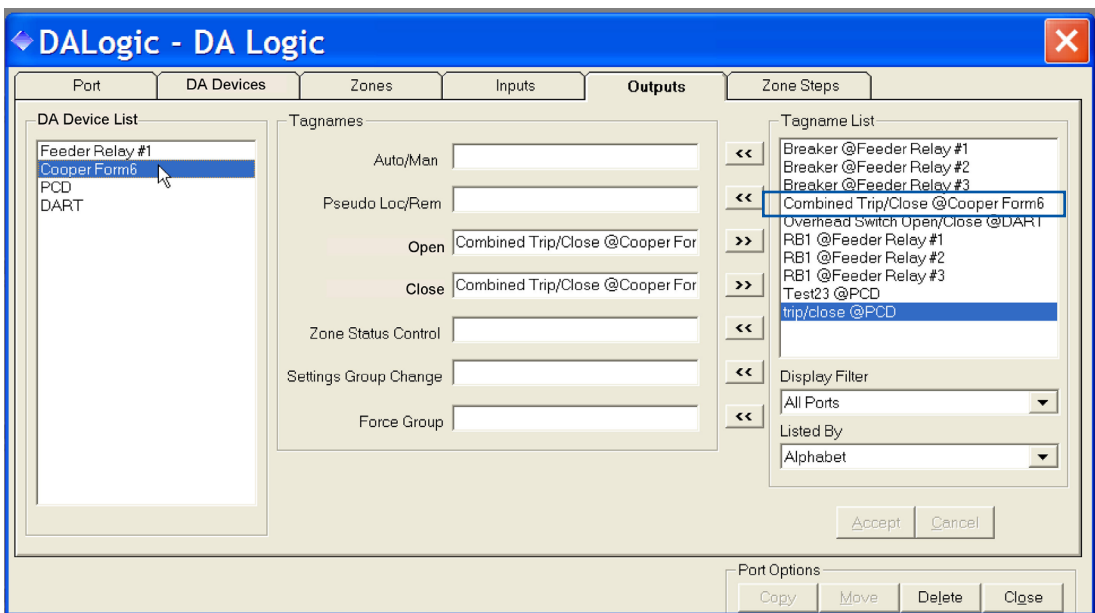 DALogic - DA Logic
Port DA Devices Zones Inputs Outputs Zone Steps
DA Device List
Feeder Relay #1
Cooper Form6
PCD
DART
Tagnames
Auto/Man <<
Pseudo Loc/Rem <<
Open Combined Trip/Close @Cooper For >>
Close Combined Trip/Close @Cooper For >>
Zone Status Control <<
Settings Group Change <<
Force Group <<
Tagname List
Breaker @Feeder Relay #1
Breaker @Feeder Relay #2
Breaker @Feeder Relay #3
Combined Trip/Close @Cooper Form6
Overhead Switch Open/Close @DART
RB1 @Feeder Relay #1
RB1 @Feeder Relay #2
RB1 @Feeder Relay #3
Test23 @PCD
trip/close @PCD
Display Filter
All Ports
Listed By
Alphabet
Accept Cancel
Port Options
Copy Move Delete Close